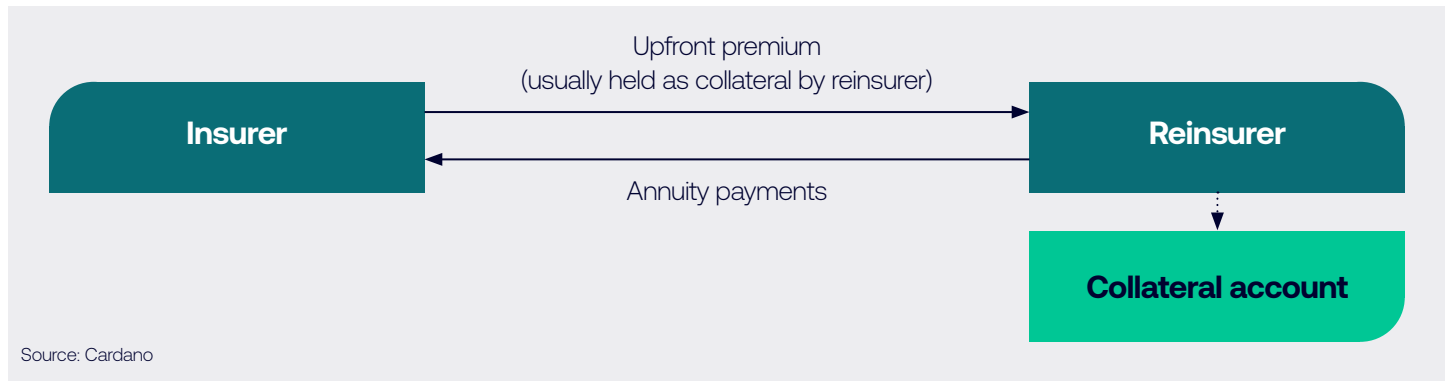 Upfront premium
(usually held as collateral by reinsurer)
Insurer
Reinsurer
Annuity payments
Collateral account
Source: Cardano